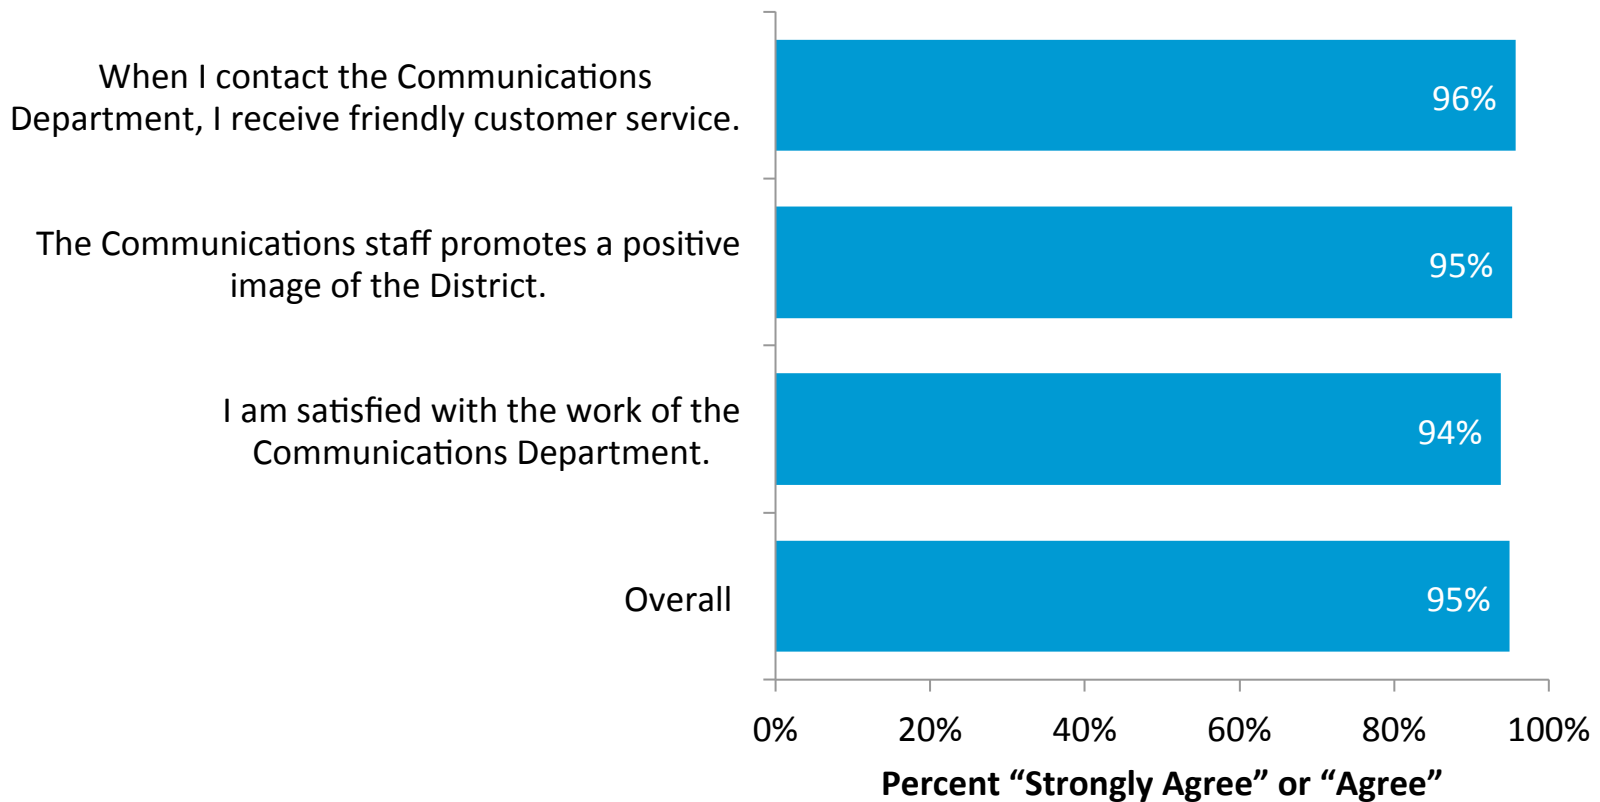 When I contact the Communications
Department, I receive friendly customer service.
96%
The Communications staff promotes a positive
image of the District.
95%
I am satisfied with the work of the
Communications Department.
94%
Overall
95%
0% 20% 40% 60% 80% 100%
Percent “Strongly Agree” or “Agree”